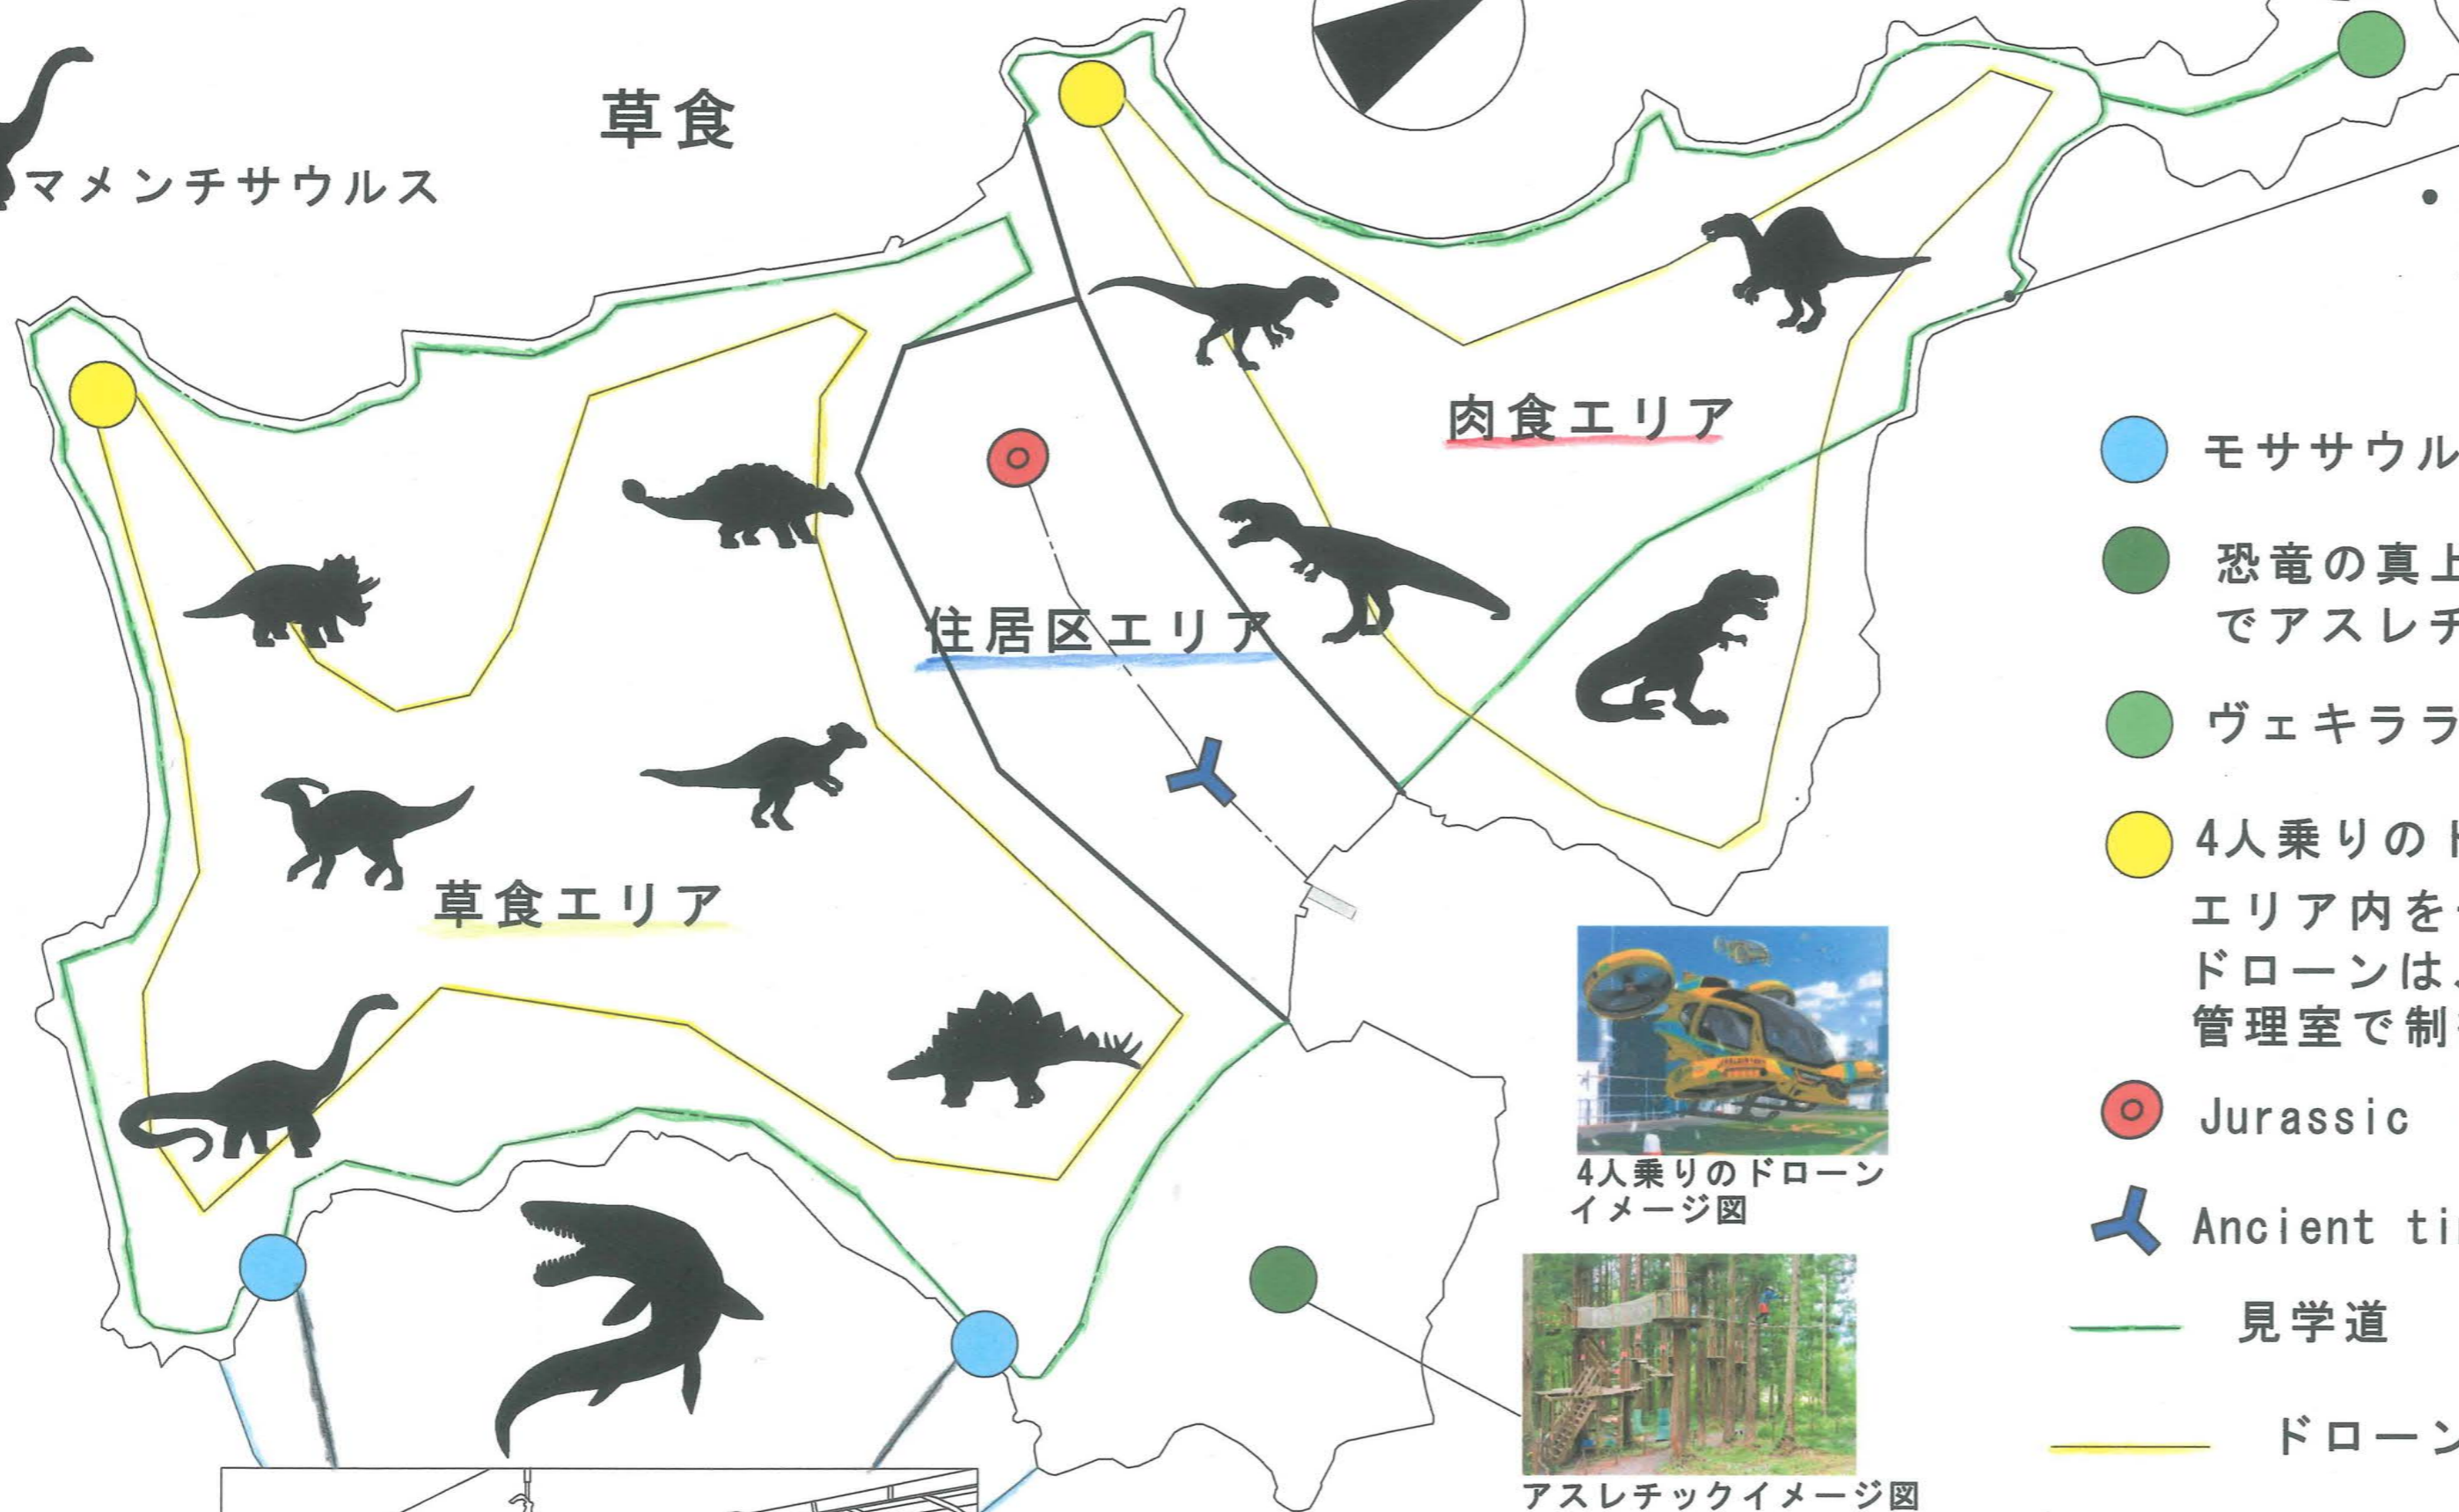 草食
マメンチサウルス
肉食エリア
住居区エリア
草食エリア
モササウル
恐竜の真上
でアスレチ
ヴェキララ
4人乗りの
エリア内を
ドローンは、
管理室で制
Jurassic
Ancient ti
見学道
ドローン
4人乗りのドローン
イメージ図
アスレチックイメージ図